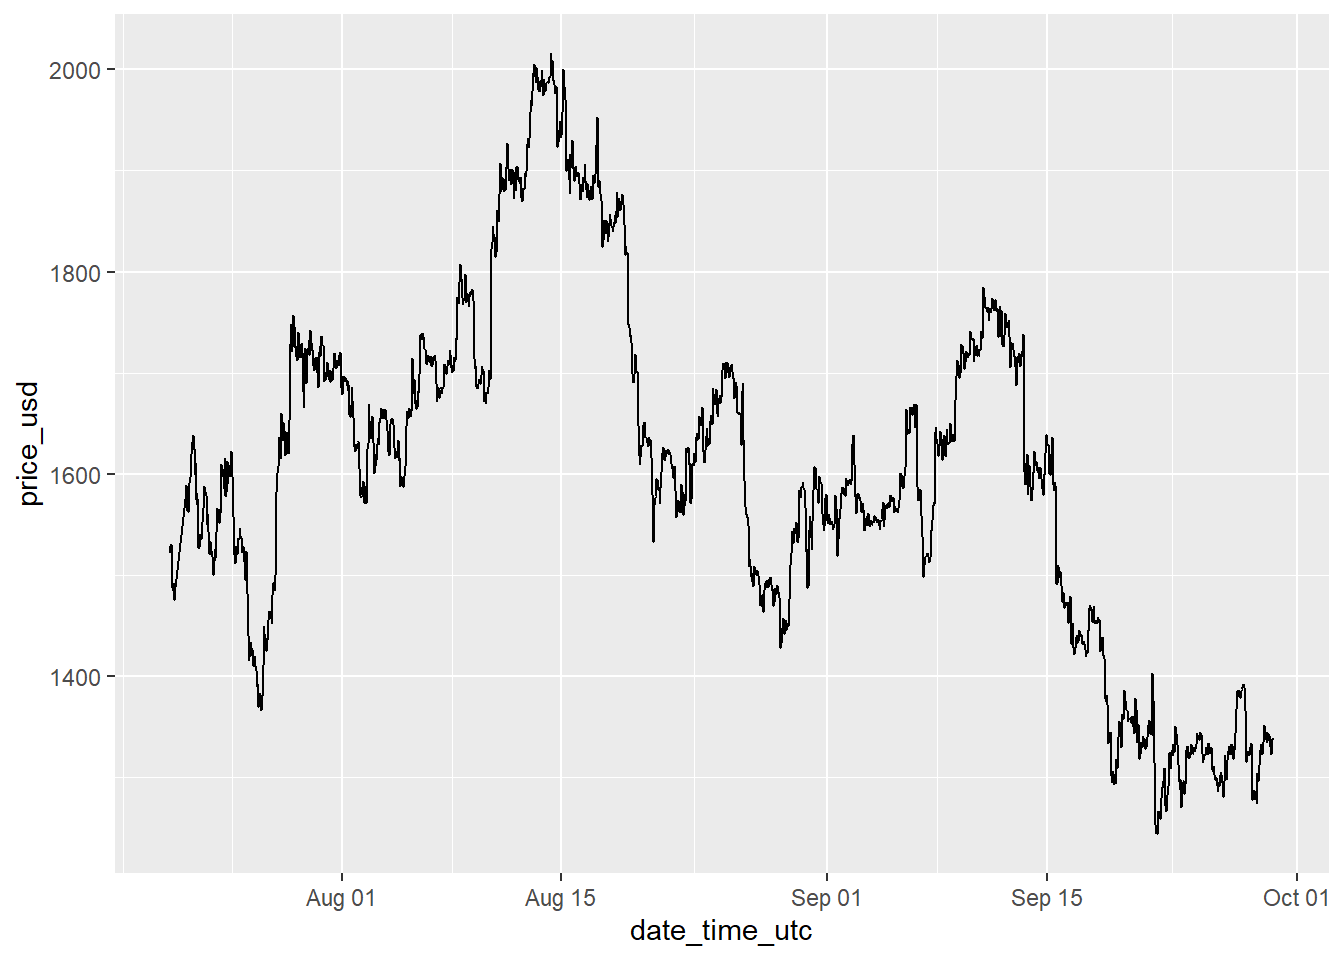 2000
1800
1600
1400
price_usd
Aug 01
Aug 15
Sep 01
Sep 15
Oct 01
date_time_utc